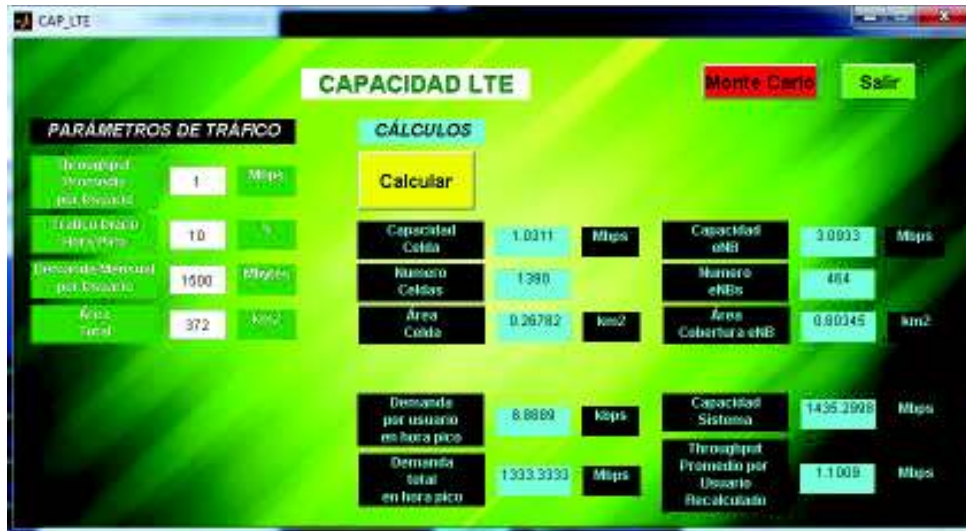 CAP_LTE
CAPACIDAD LTE
Monte Carlo
Salir
PARÁMETROS DE TRÁFICO
CÁLCULOS
Throughput
Promedio
por Usuario
1
Mbps
Calcular
Tráfico Diario
Hora Pico
10
%
Demanda Mensual
por Usuario
Mbytes
Área
Total
372
km2
Capacidad
Celda
1.0311
Mbps
Capacidad
eNB
3.0933
Mbps
Numero
Celdas
1390
Numero
eNBs
464
Área
Celda
0.26782
km2
Área
Cobertura eNB
0.80345
km2
Demanda
por usuario
en hora pico
8.8889
kbps
Capacidad
Sistema
1435.2998
Mbps
Demanda
total
en hora pico
1333.3333
Mbps
Throughput
Promedio por
Usuario
Recalculado
1.1009
Mbps